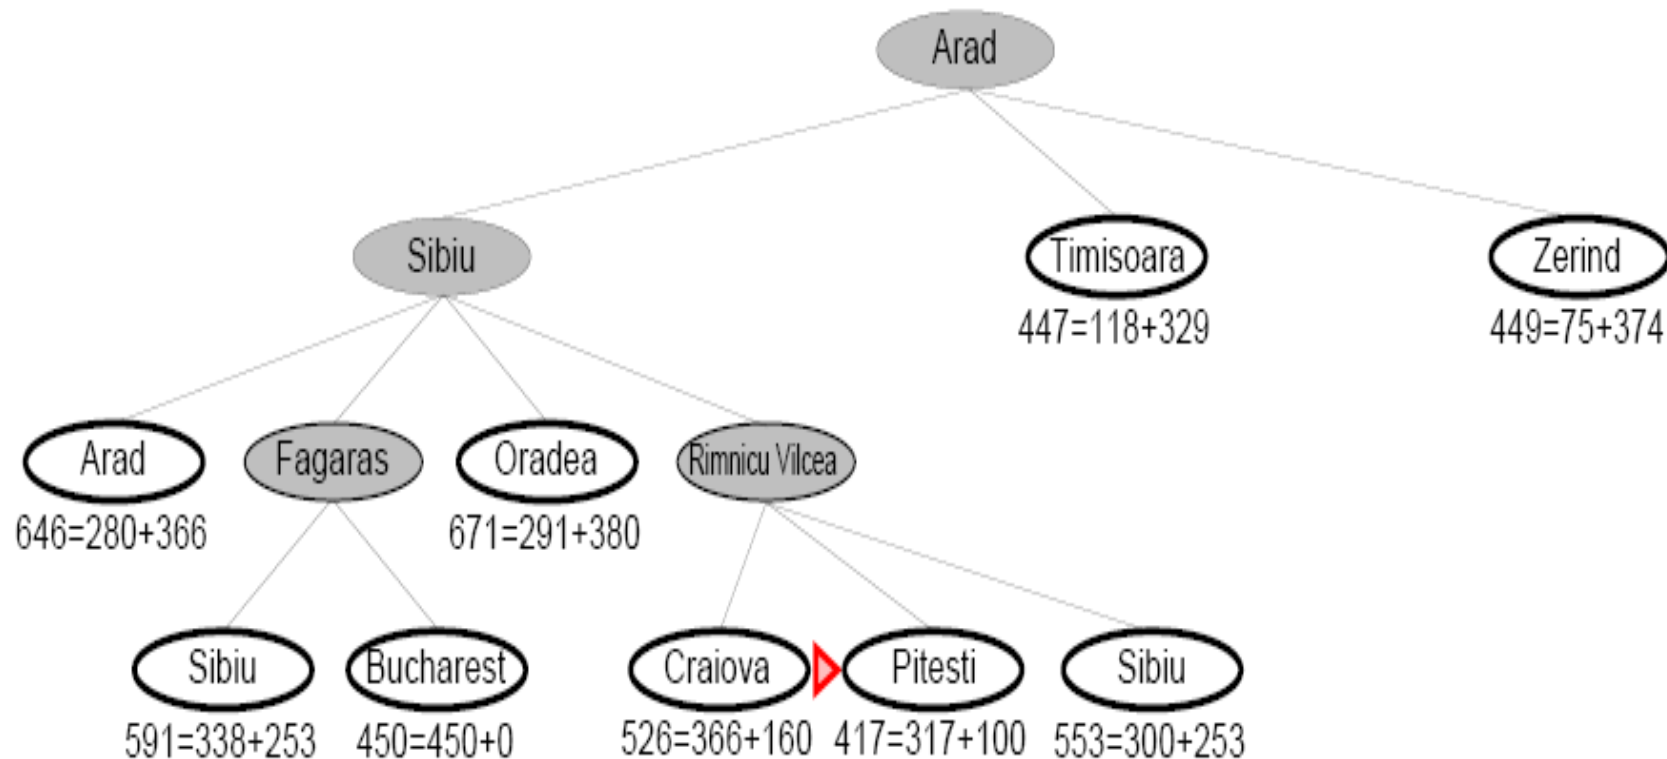 Arad
Sibiu
Timisoara
Zerind
447=118+329
449=75+374
Arad
Fagaras
Oradea
Rimnicu Vilcea
646=280+366
671=291+380
Sibiu
Bucharest
Craiova
Pitesti
Sibiu
591=338+253
450=450+0
526=366+160
417=317+100
553=300+253